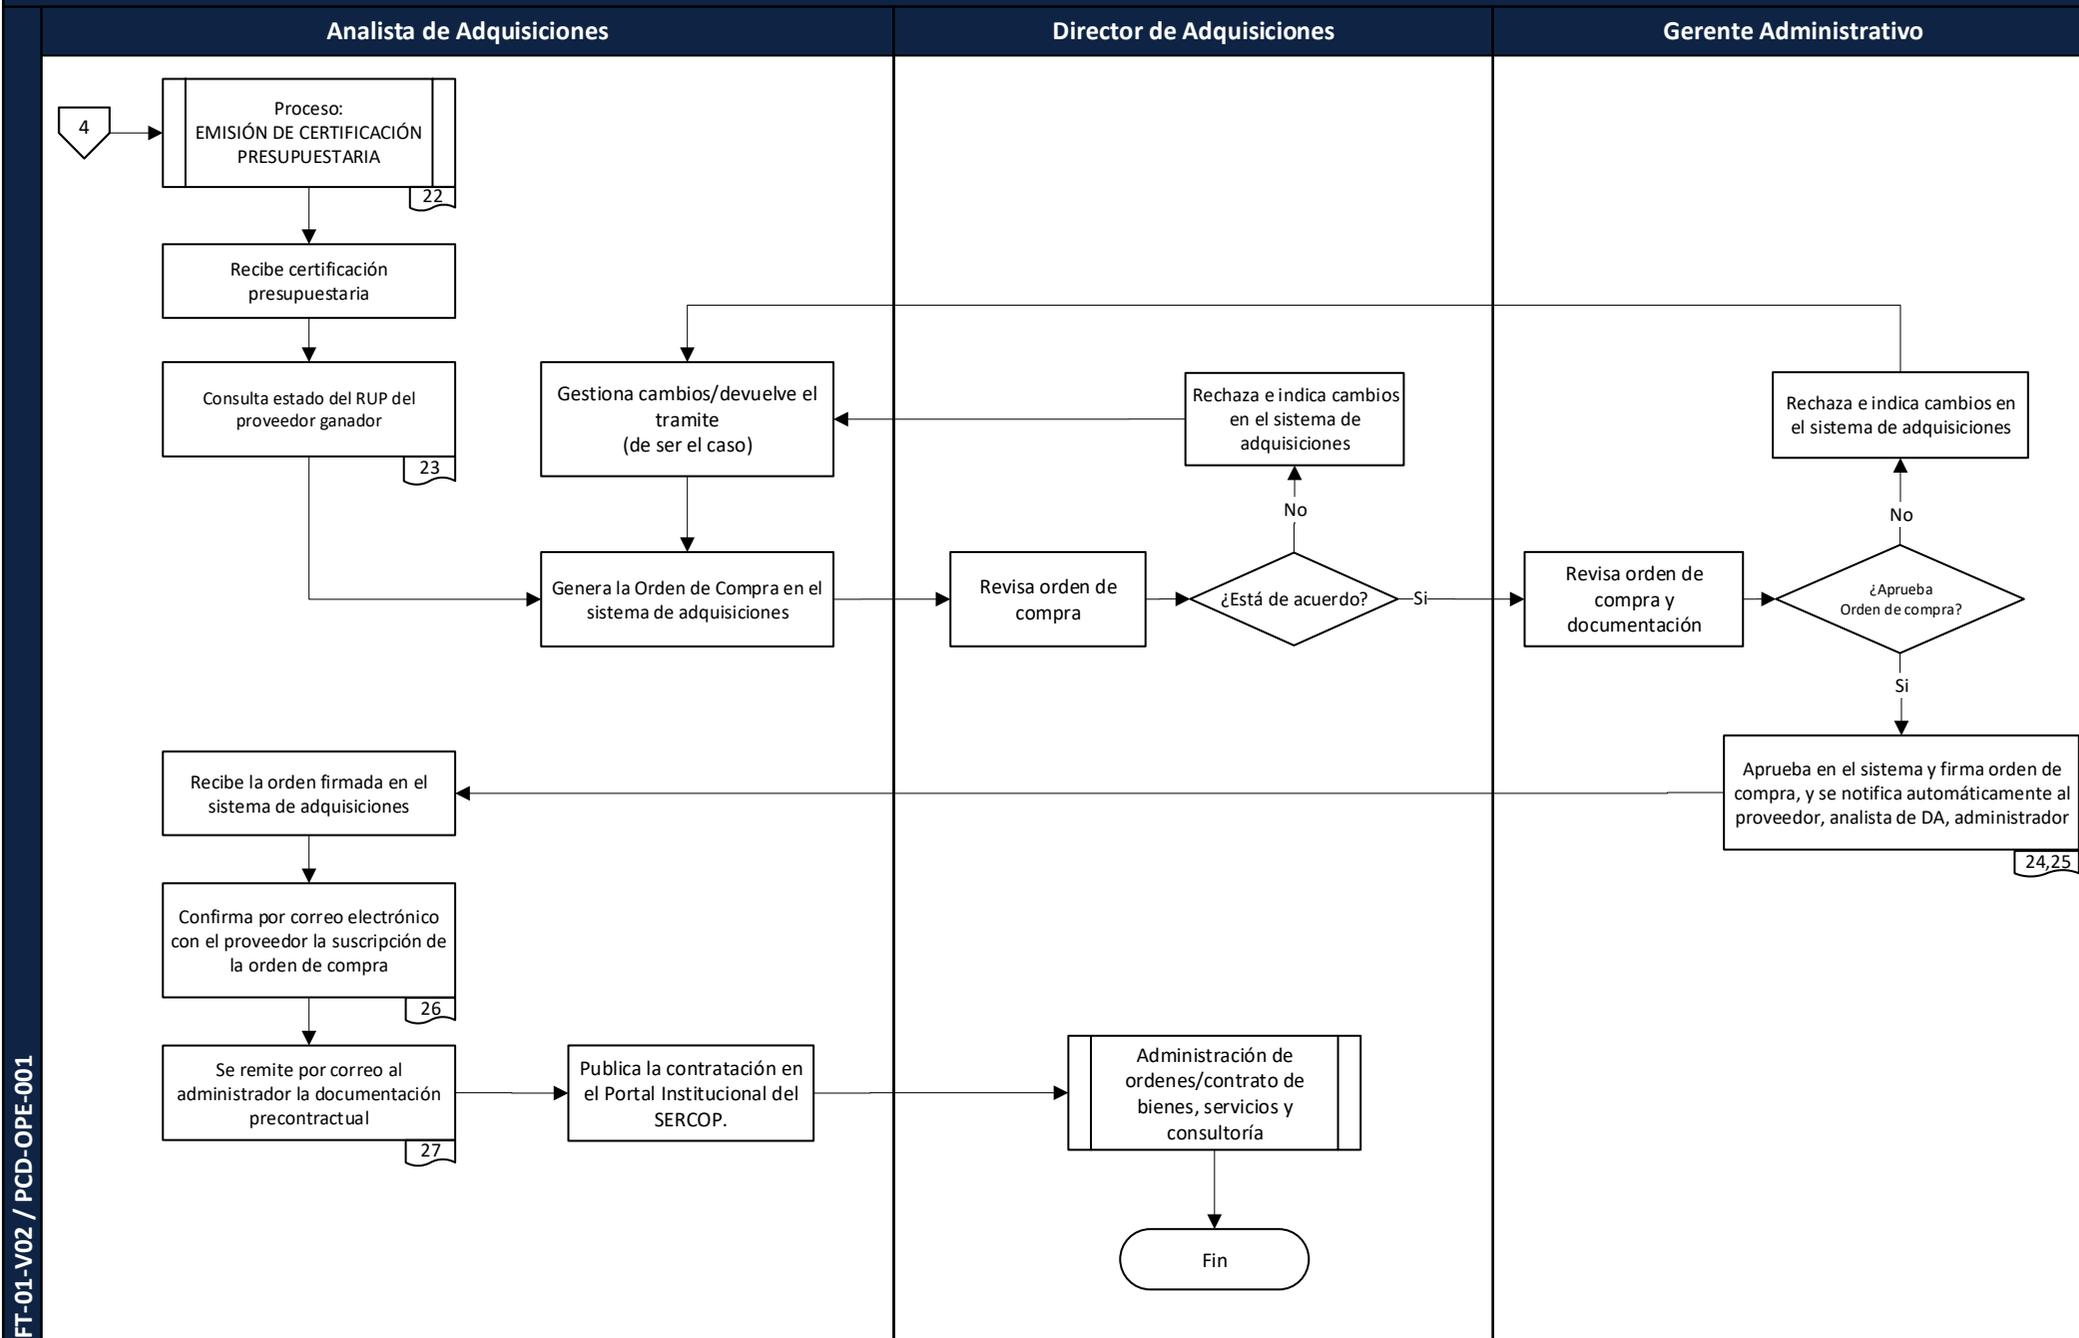 Analista de Adquisiciones
Director de Adquisiciones
Gerente Administrativo
4
Proceso:
EMISIÓN DE CERTIFICACIÓN
PRESUPUESTARIA
22
Recibe certificación
presupuestaria
Consulta estado del RUP del
proveedor ganador
23
Gestiona cambios/devuelve el
tramite
(de ser el caso)
Rechaza e indica cambios
en el sistema de
adquisiciones
Rechaza e indica cambios en
el sistema de adquisiciones
No
No
Genera la Orden de Compra en el
sistema de adquisiciones
Revisa orden de
compra
¿Está de acuerdo?
Si
Revisa orden de
compra y
documentación
¿Aprueba
Orden de compra?
Si
Recibe la orden firmada en el
sistema de adquisiciones
Aprueba en el sistema y firma orden de
compra, y se notifica automáticamente al
proveedor, analista de DA, administrador
24,25
Confirma por correo electrónico
con el proveedor la suscripción de
la orden de compra
26
Se remite por correo al
administrador la documentación
precontractual
27
Publica la contratación en
el Portal Institucional del
SERCOP.
Administración de
ordenes/contrato de
bienes, servicios y
consultoría
Fin
FT-01-V02 / PCD-OPE-001